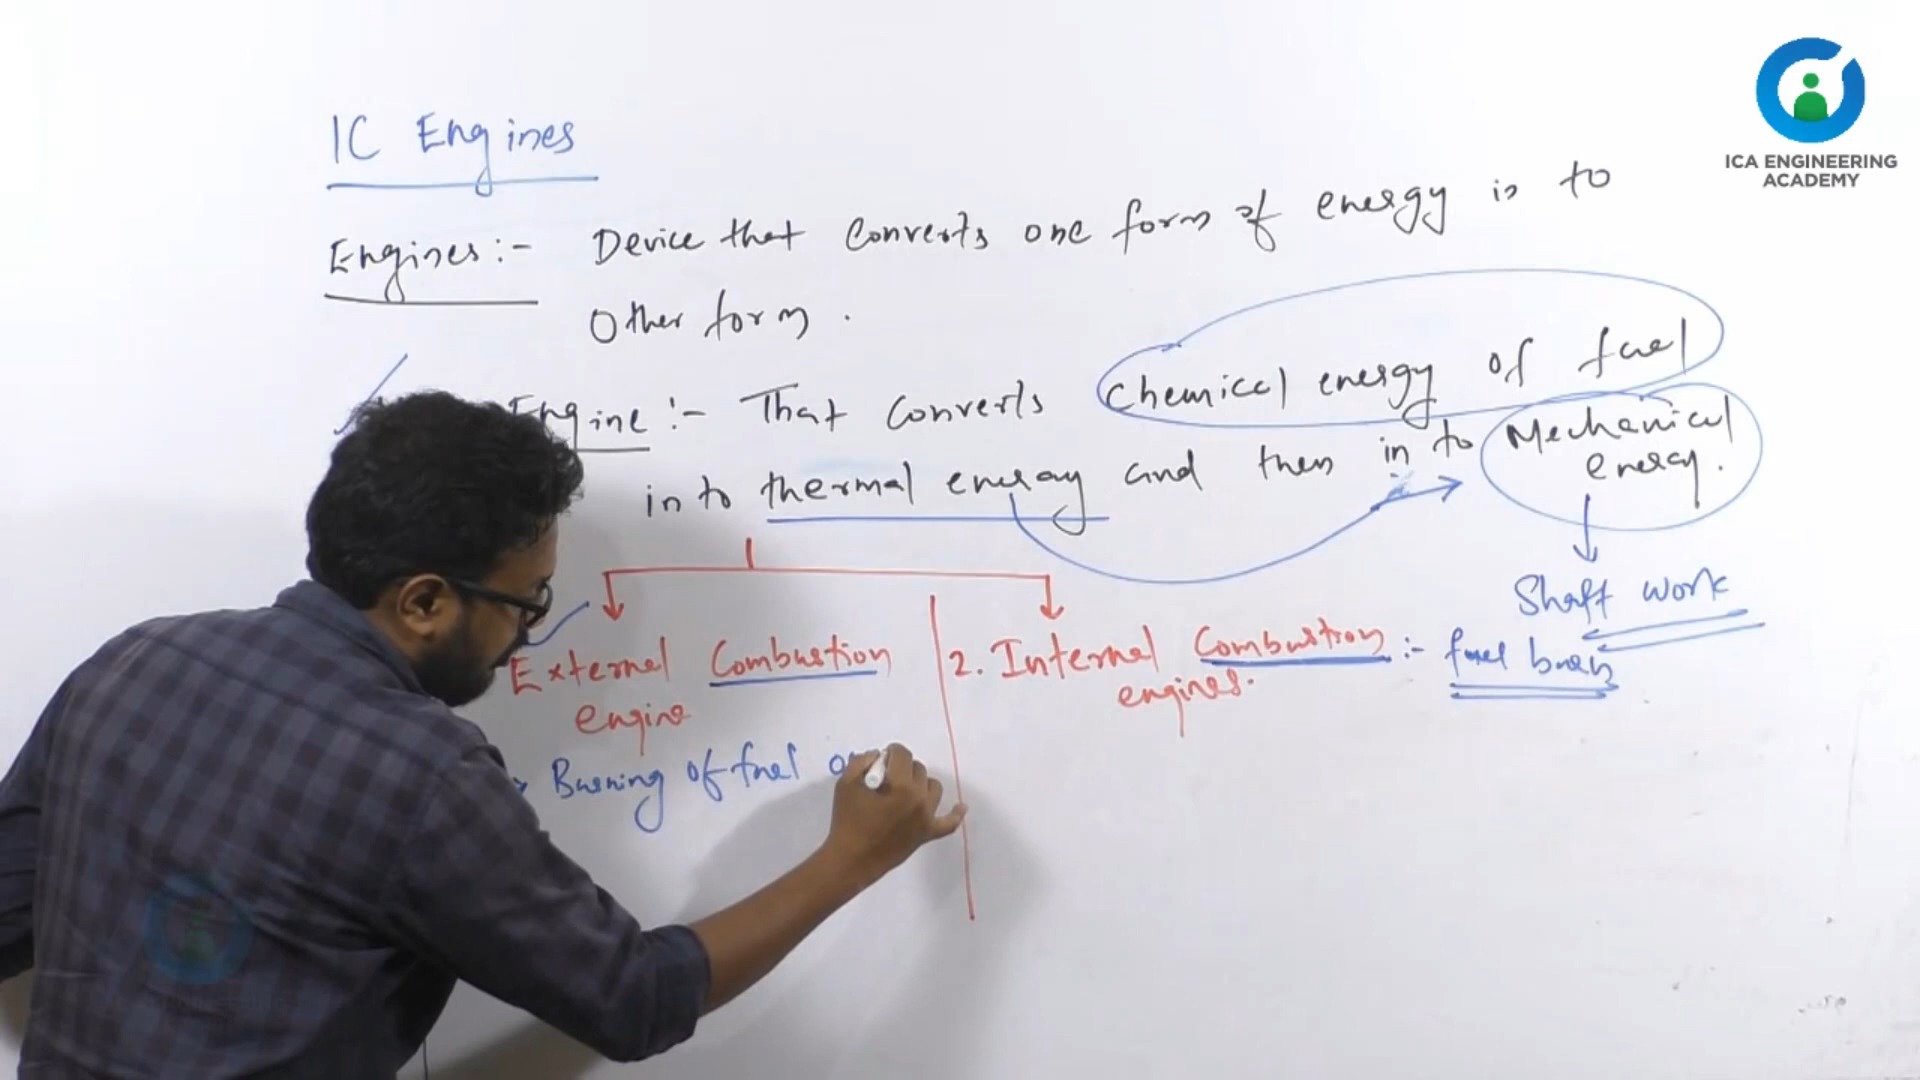 ICA ENGINEERING
ACADEMY
IC Engines
Engines:- Device that converts one form of energy is to
Other form.
Engine :- That converts chemical energy of fuel
in to thermal energy and then in to Mechanical
energy.
Shaft work
External Combustion
engine
2. Internal Combustion :- fuel burn
engines.
Burning of fuel